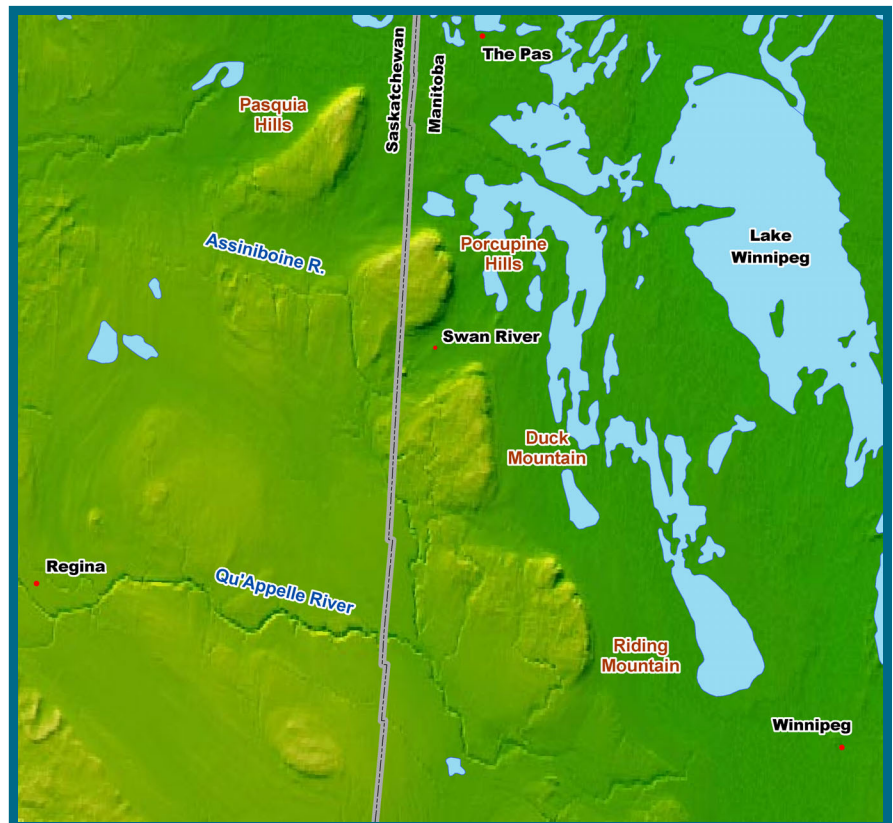 The Pas
Saskatchewan
Manitoba
Pasquia
Hills
Assiniboine R.
Porcupine
Hills
Lake
Winnipeg
Swan River
Duck
Mountain
Regina
Qu'Appelle River
Riding
Mountain
Winnipeg